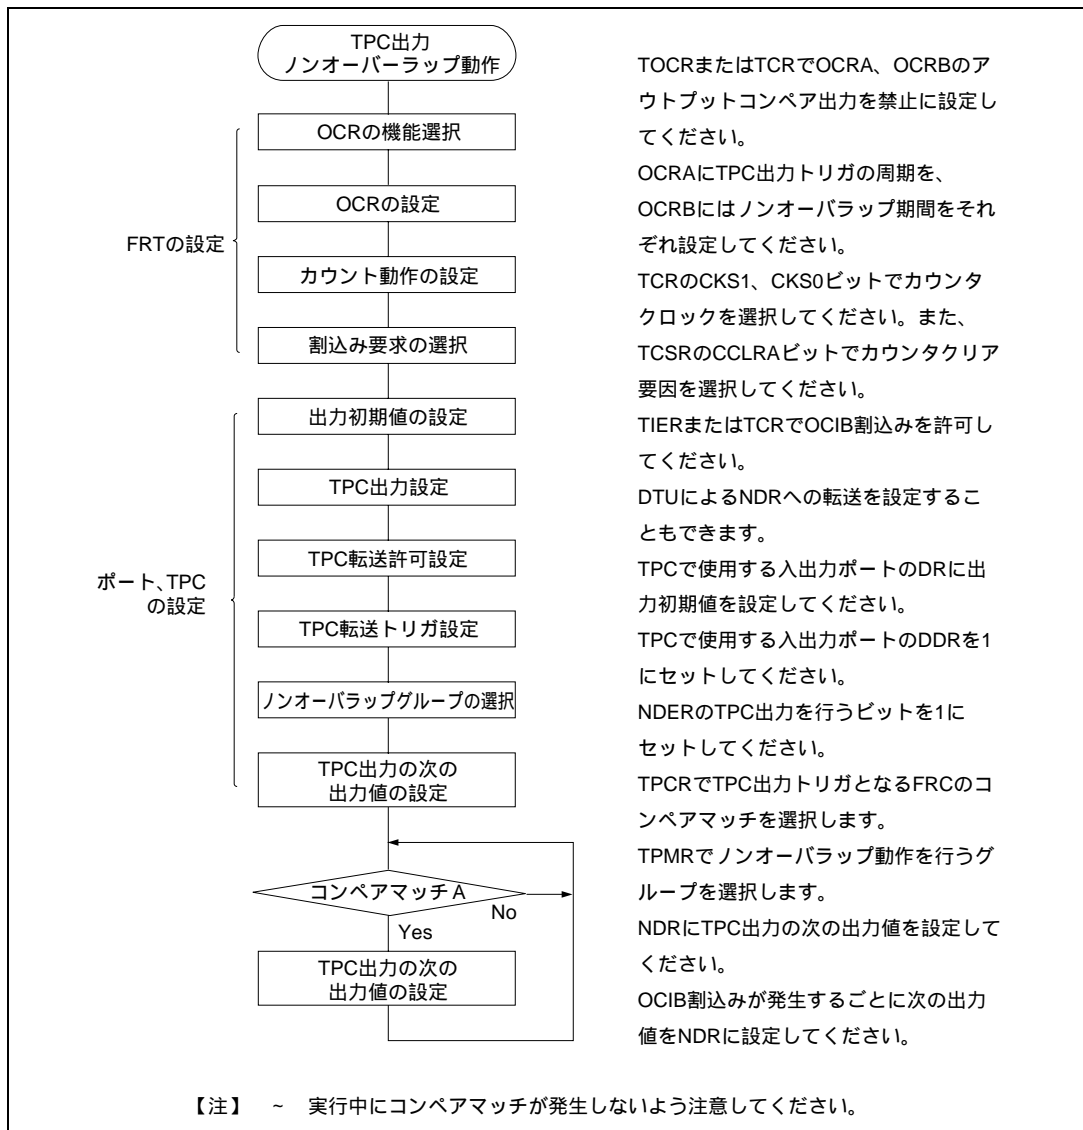 TPC出力
ノンオーバーラップ動作
FRTの設定
OCRの機能選択
OCRの設定
カウント動作の設定
割込み要求の選択
ポート、TPC
の設定
出力初期値の設定
TPC出力設定
TPC転送許可設定
TPC転送トリガ設定
ノンオーバラップグループの選択
TPC出力の次の
出力値の設定
コンペアマッチA
No
Yes
TPC出力の次の
出力値の設定
TOCRまたはTCRでOCRA、OCRBのア
ウトプットコンペア出力を禁止に設定し
てください。
OCRAにTPC出力トリガの周期を、
OCRBにはノンオーバラップ期間をそれ
ぞれ設定してください。
TCRのCKS1、CKS0ビットでカウンタ
クロックを選択してください。また、
TCSRのCCLRAビットでカウンタクリア
要因を選択してください。
TIERまたはTCRでOCIB割込みを許可し
てください。
DTUによるNDRへの転送を設定するこ
ともできます。
TPCで使用する入出力ポートのDRに出
力初期値を設定してください。
TPCで使用する入出力ポートのDDRを1
にセットしてください。
NDERのTPC出力を行うビットを1に
セットしてください。
TPCRでTPC出力トリガとなるFRCのコ
ンペアマッチを選択します。
TPMRでノンオーバラップ動作を行うグ
ループを選択します。
NDRにTPC出力の次の出力値を設定して
ください。
OCIB割込みが発生するごとに次の出力
値をNDRに設定してください。
【注】 ~ 実行中にコンペアマッチが発生しないよう注意してください。